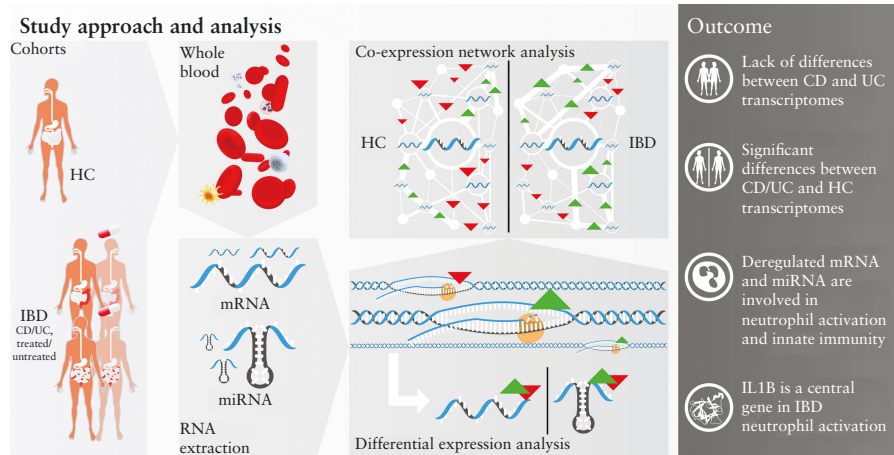 Study approach and analysis
Cohorts
HC
IBD
CD/UC,
treated/
untreated
Whole
blood
mRNA
miRNA
RNA
extraction
Co-expression network analysis
HC
IBD
Differential expression analysis
Outcome
Lack of differences
between CD and UC
transcriptomes
Significant
differences between
CD/UC and HC
transcriptomes
Deregulated mRNA
and miRNA are
involved in
neutrophil activation
and innate immunity
IL1B is a central
gene in IBD
neutrophil activation